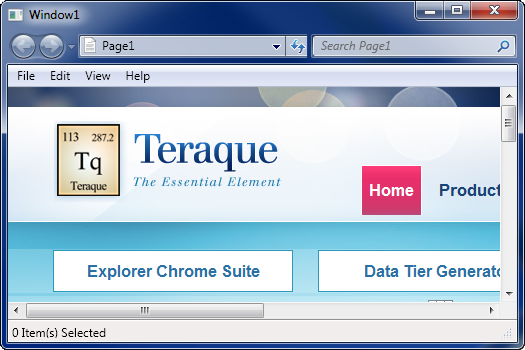 Window1
Page1
Search Page1
File Edit View Help
113 287.2
Tq
Teraque
Teraque
The Essential Element
Home Product
Explorer Chrome Suite
Data Tier Generato
0 Item(s) Selected